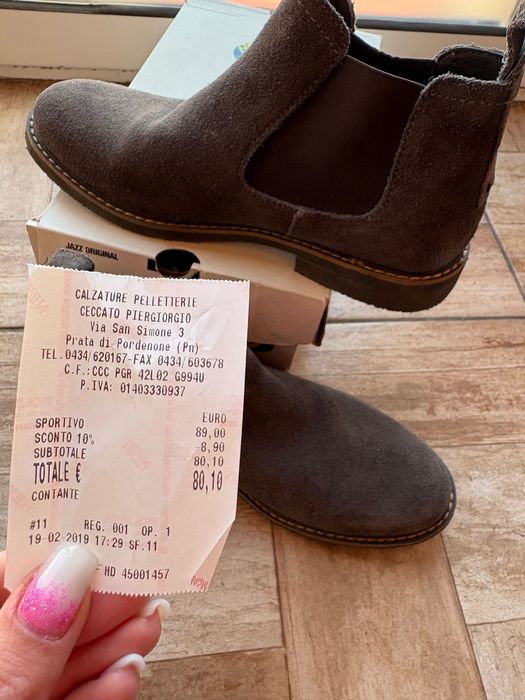 JAZZ ORIGINAL
CALZATURE PELLETTERIE
CECCATO PIERGIORGIO
Via San Simone 3
Prata di Pordenone (Pn)
TEL.0434/620167-FAX 0434/603678
C.F.:CCC PGR 42L02 G994U
P.IVA: 01403330937
EURO
SPORTIVO 89,00
SCONTO 10% -8,90
SUBTOTALE 80,10
TOTALE € 80,10
CONTANTE
#11 REG. 001 OP. 1
19-02-2019 17:29 SF.11
HD 45001457